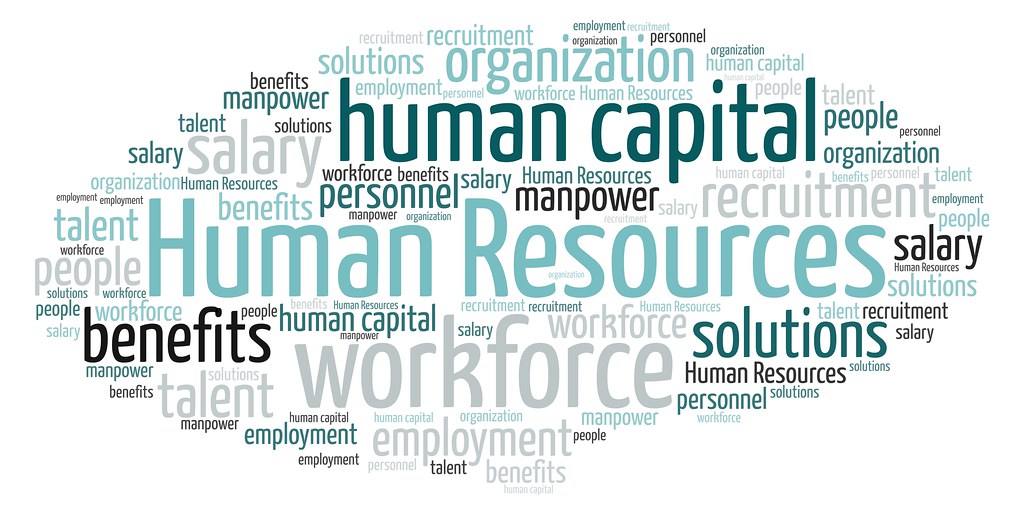 employment recruitment
recruitment recruitment organization personnel
solutions organization organization
human capital
benefits employment personnel workforce Human Resources human capital people talent
manpower human capital people
talent solutions personnel
salary salary organization
workforce benefits Human Resources human capital benefits personnel talent
organization Human Resources personnel salary manpower recruitment
employment employment benefits salary employment
talent manpower organization recruitment people
workforce Human Resources salary
people organization Human Resources
solutions workforce solutions
people workforce people benefits Human Resources recruitment recruitment Human Resources talent recruitment
salary benefits human capital salary workforce solutions salary
manpower workforce
manpower solutions Human Resources solutions
benefits talent personnel solutions
manpower human capital human capital organization manpower workforce
employment employment people
employment personnel talent benefits
human capital